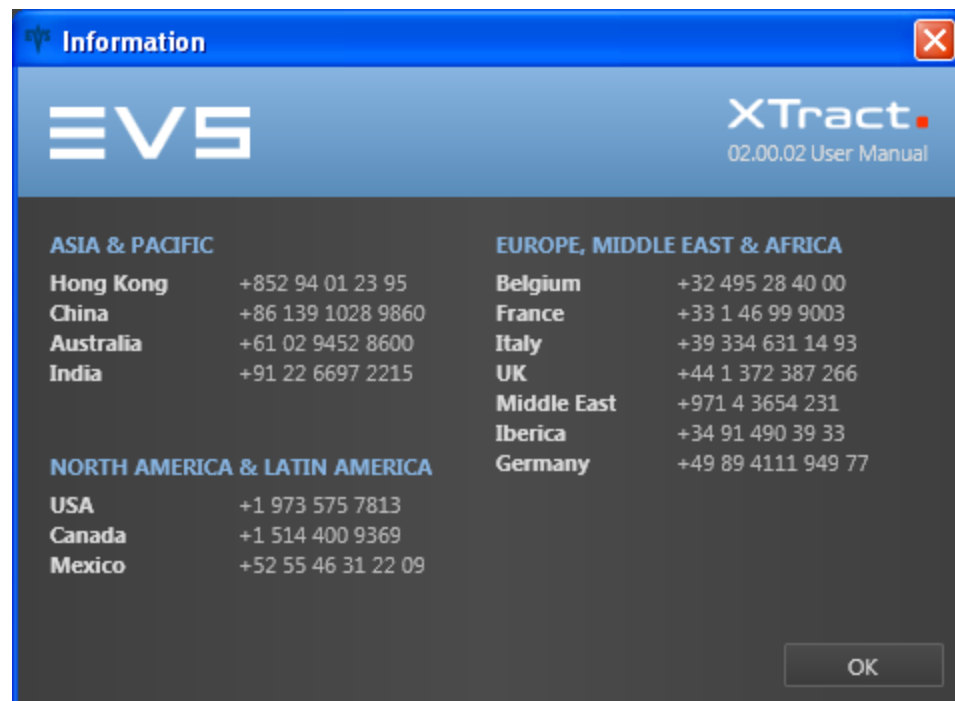 Information
EVS
XTract.
02.00.02 User Manual
ASIA & PACIFIC
Hong Kong +852 94 01 23 95
China +86 139 1028 9860
Australia +61 02 9452 8600
India +91 22 6697 2215
NORTH AMERICA & LATIN AMERICA
USA +1 973 575 7813
Canada +1 514 400 9369
Mexico +52 55 46 31 22 09
EUROPE, MIDDLE EAST & AFRICA
Belgium +32 495 28 40 00
France +33 1 46 99 9003
Italy +39 334 631 14 93
UK +44 1 372 387 266
Middle East +971 4 3654 231
Iberica +34 91 490 39 33
Germany +49 89 4111 949 77
OK